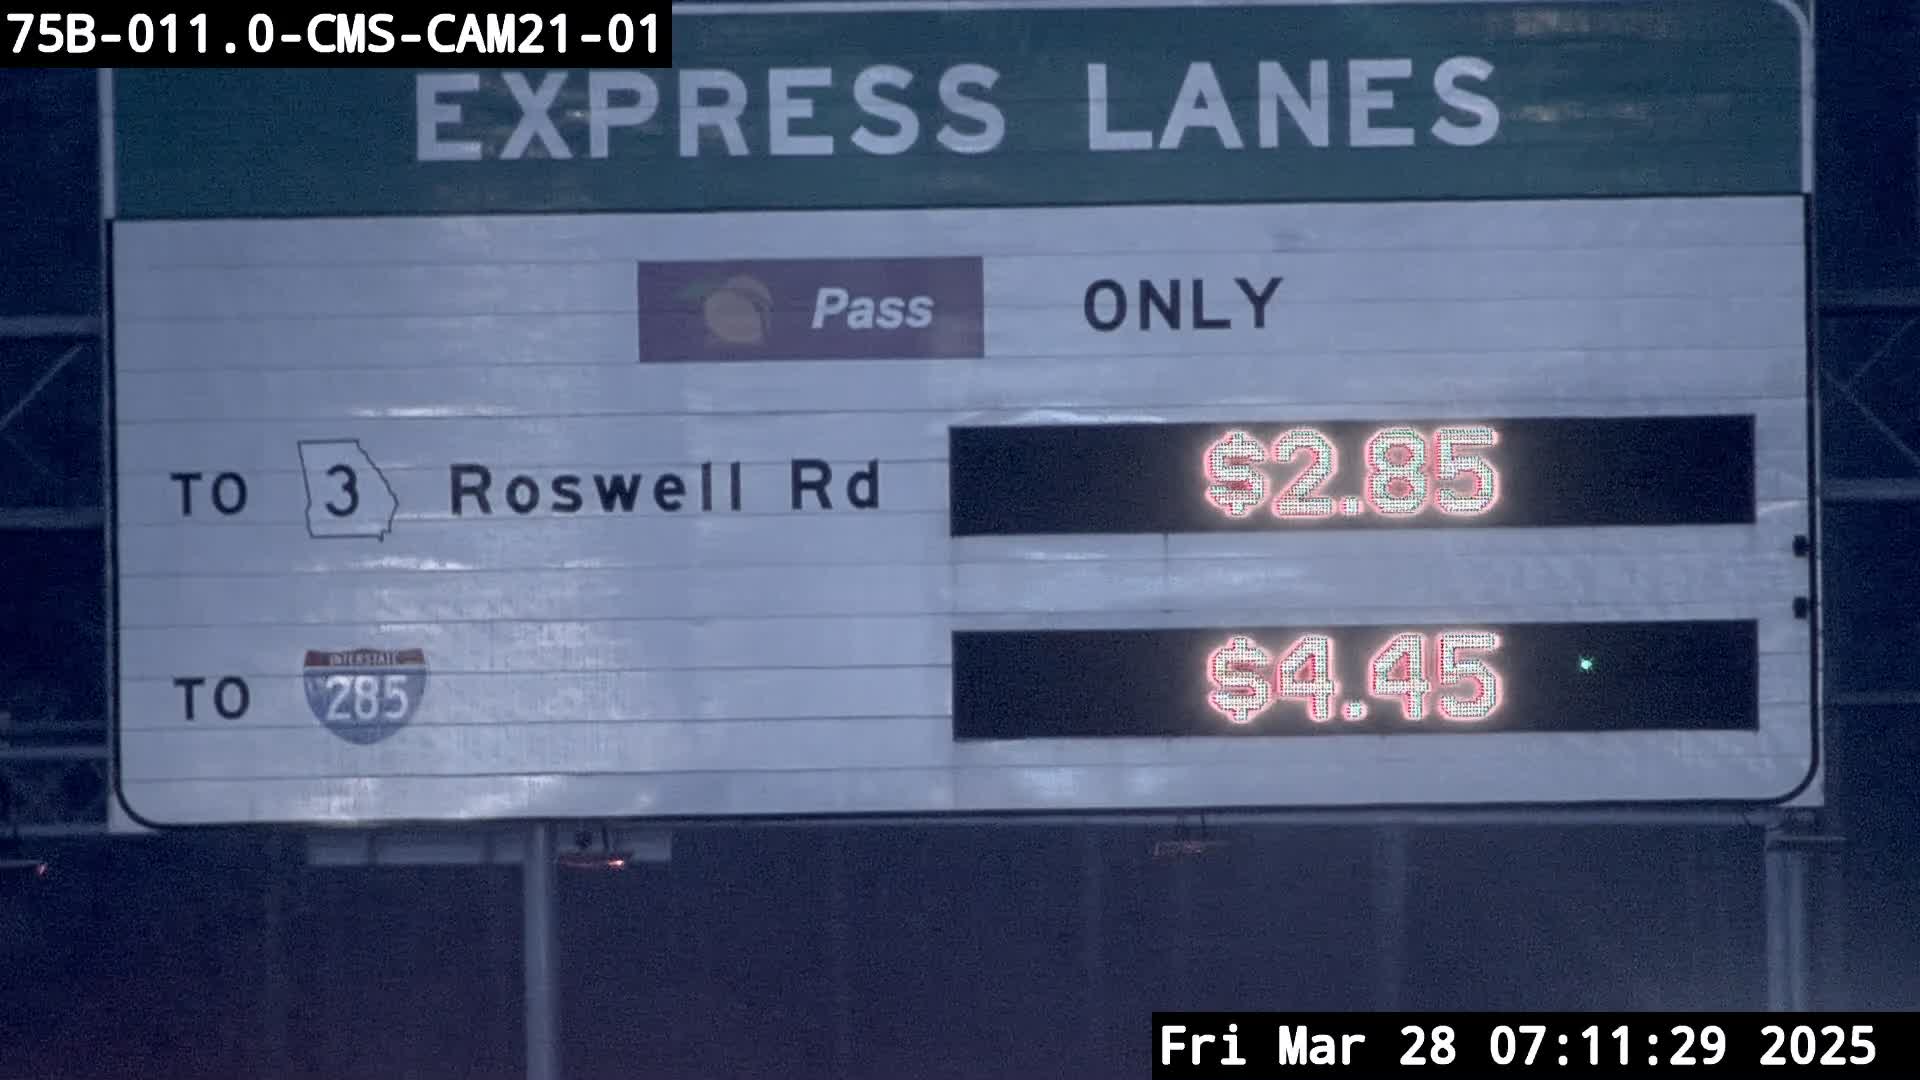 75B-011.0-CMS-CAM21-01
EXPRESS LANES
Pass ONLY
TO 3 Roswell Rd $2.85
TO INTERSTATE 285 $4.45
Fri Mar 28 07:11:29 2025